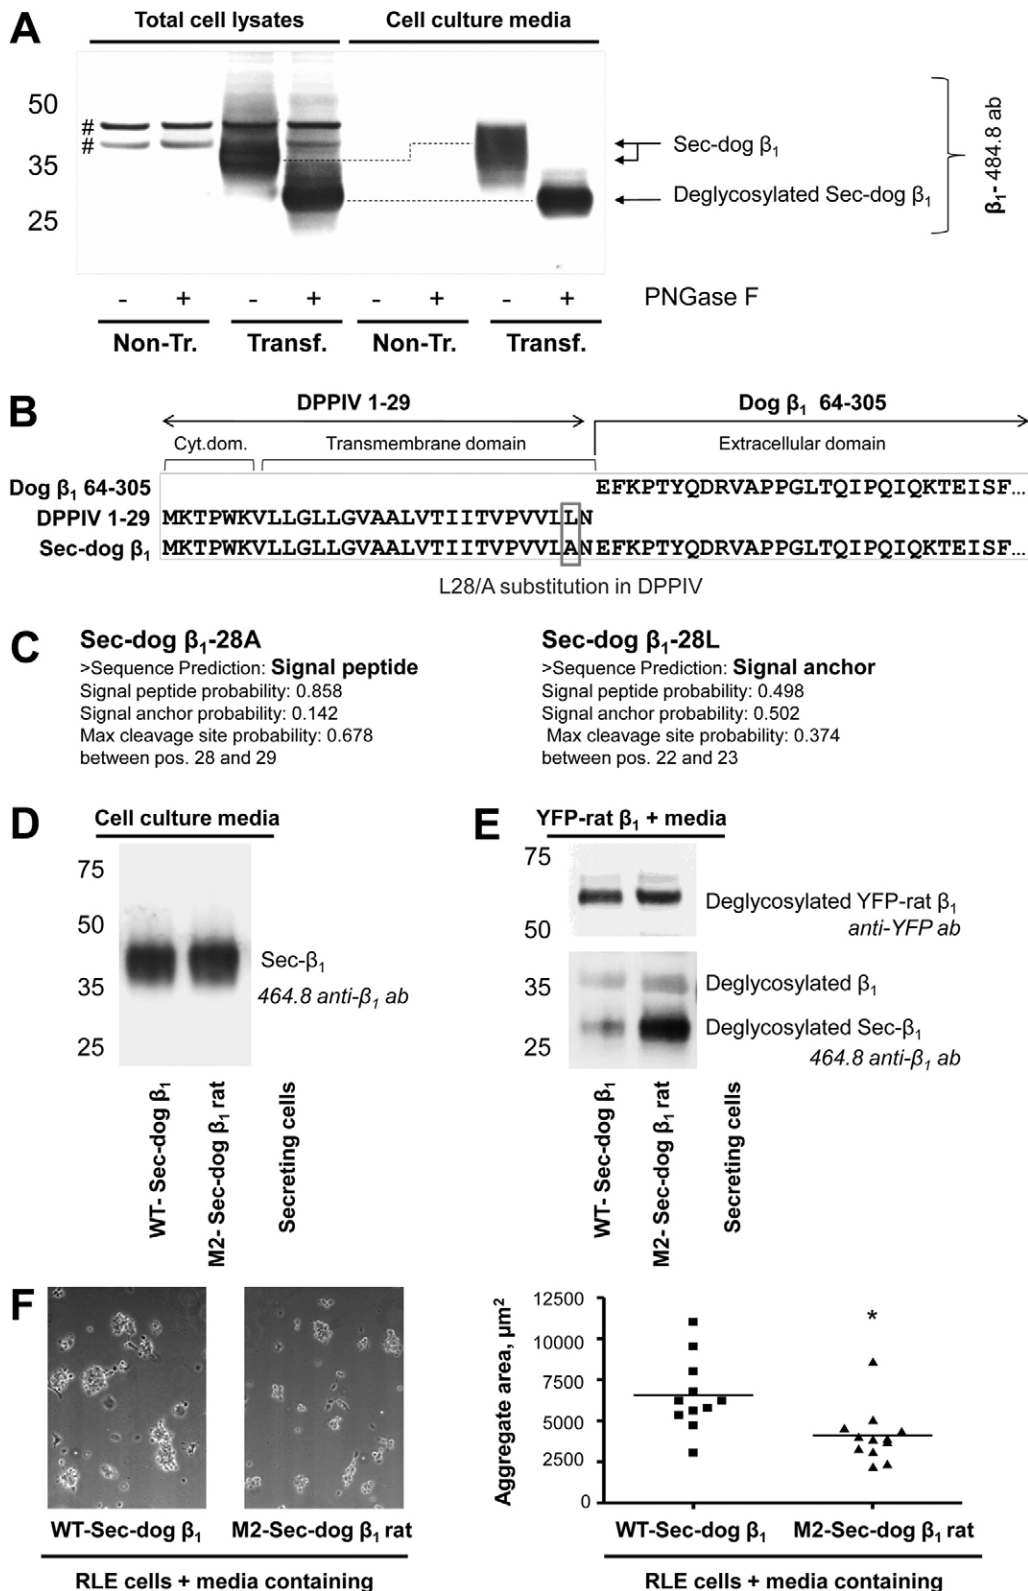 A
Total cell lysates
Cell culture media
50
35
25
#
#
Sec-dog β1
Deglycosylated Sec-dog β1
β1- 484.8 ab
- + - + - + - +
PNGase F
Non-Tr.
Transf.
Non-Tr.
Transf.
B
DPPIV 1-29
Dog β1 64-305
Cyt.dom.
Transmembrane domain
Extracellular domain
Dog β1 64-305 EFKPTYQDRVAPPGLTQIPQIQKTEISF...
DPPIV 1-29 MKTPWKVLLGLLGVAALVTIITVPVVLLN
Sec-dog β1 MKTPWKVLLGLLGVAALVTIITVPVVLANEFKPTYQDRVAPPGLTQIPQIQKTEISF...
L28/A substitution in DPPIV
C
Sec-dog β1-28A
>Sequence Prediction: Signal peptide
Signal peptide probability: 0.858
Signal anchor probability: 0.142
Max cleavage site probability: 0.678
between pos. 28 and 29
Sec-dog β1-28L
>Sequence Prediction: Signal anchor
Signal peptide probability: 0.498
Signal anchor probability: 0.502
Max cleavage site probability: 0.374
between pos. 22 and 23
D
Cell culture media
75
50
35
25
Sec-β1
464.8 anti-β1 ab
WT- Sec-dog β1
M2- Sec-dog β1 rat
Secreting cells
E
YFP-rat β1 + media
75
50
35
25
Deglycosylated YFP-rat β1
anti-YFP ab
Deglycosylated β1
Deglycosylated Sec-β1
464.8 anti-β1 ab
WT- Sec-dog β1
M2- Sec-dog β1 rat
Secreting cells
F
WT-Sec-dog β1
M2-Sec-dog β1 rat
RLE cells + media containing
Aggregate area, µm2
12500
10000
7500
5000
2500
0
*
WT-Sec-dog β1
M2-Sec-dog β1 rat
RLE cells + media containing